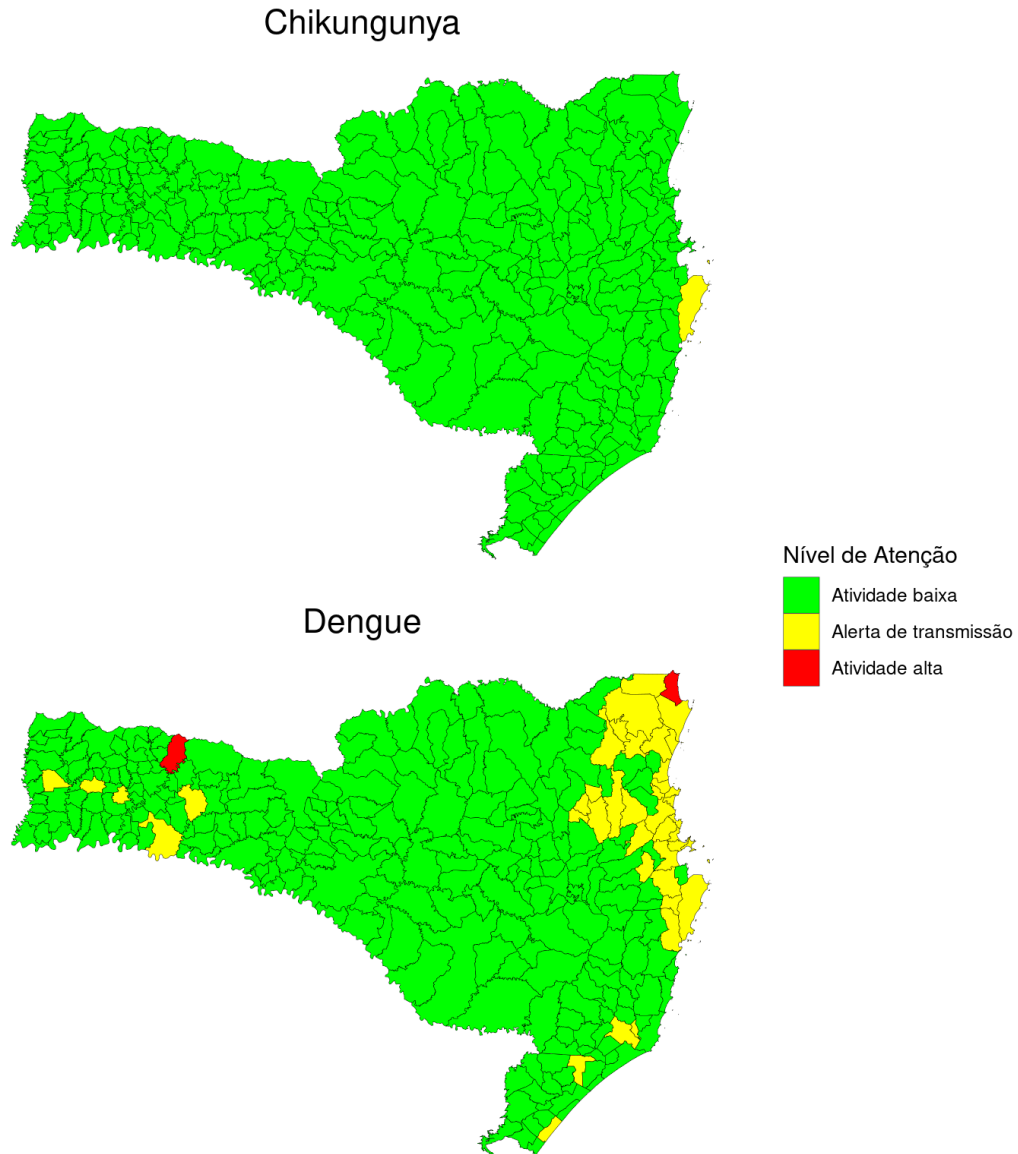 Chikungunya
Nível de Atenção
Atividade baixa
Alerta de transmissão
Atividade alta
Dengue